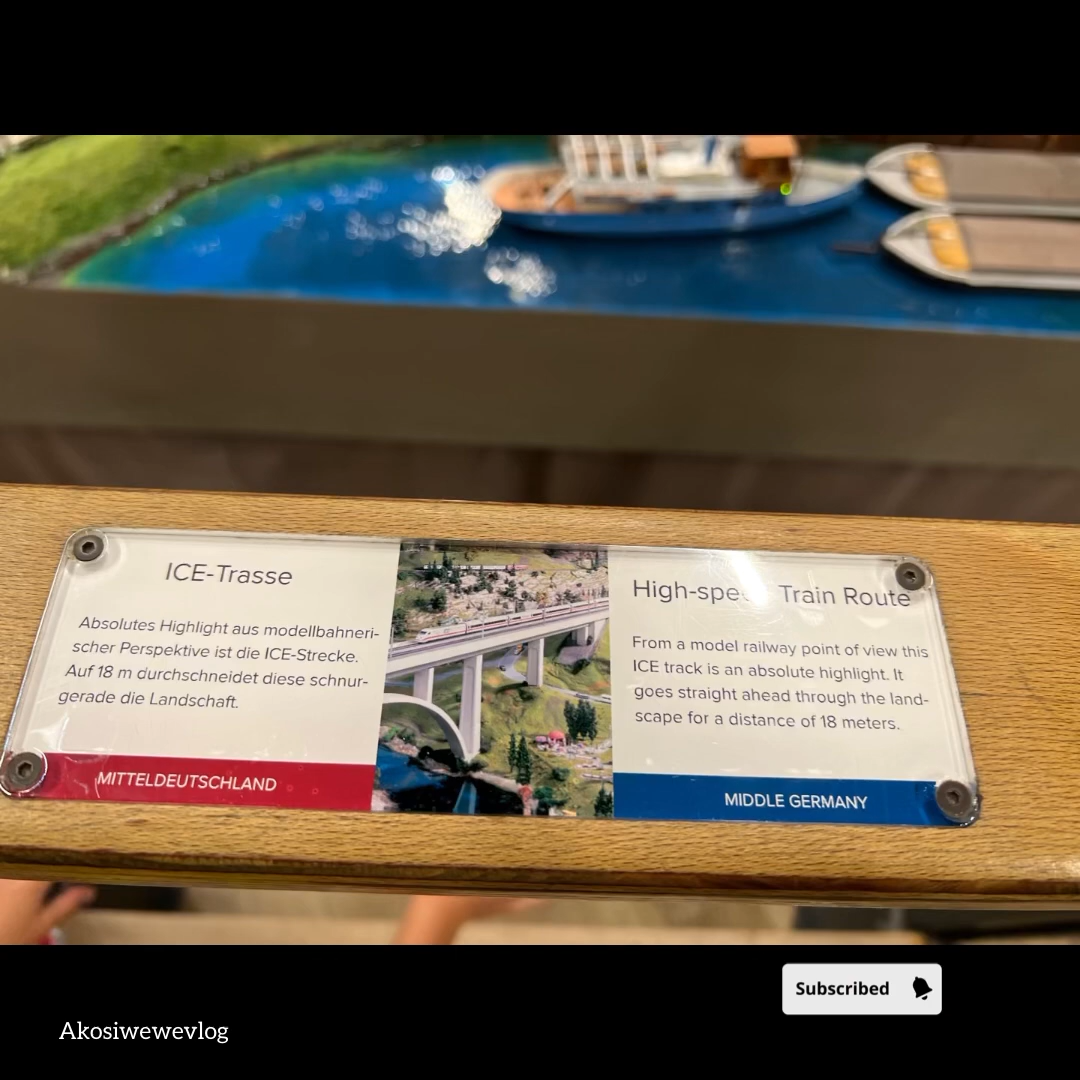 ICE-Trasse
Absolutes Highlight aus modellbahneri-
scher Perspektive ist die ICE-Strecke.
Auf 18 m durchschneidet diese schnur-
gerade die Landschaft.
MITTELDEUTSCHLAND
High-speed Train Route
From a model railway point of view this
ICE track is an absolute highlight. It
goes straight ahead through the land-
scape for a distance of 18 meters.
MIDDLE GERMANY
Subscribed
Akosiwewevlog